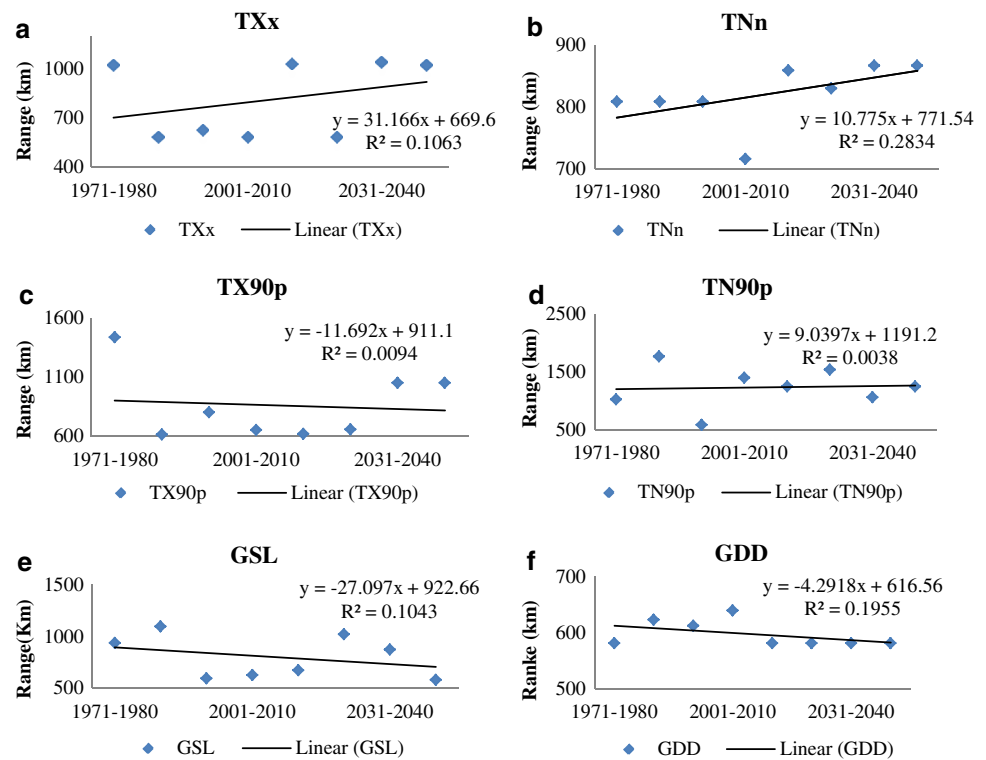 a
TXx
Range (km)
1000
700
400
y = 31.166x + 669.6
R² = 0.1063
1971-1980 2001-2010 2031-2040
TXx Linear (TXx)
b
TNn
Range (km)
900
800
700
y = 10.775x + 771.54
R² = 0.2834
1971-1980 2001-2010 2031-2040
TNn Linear (TNn)
c
TX90p
Range (km)
1600
1100
600
y = -11.692x + 911.1
R² = 0.0094
1971-1980 2001-2010 2031-2040
TX90p Linear (TX90p)
d
TN90p
Range (km)
2500
1500
500
y = 9.0397x + 1191.2
R² = 0.0038
1971-1980 2001-2010 2031-2040
TN90p Linear (TN90p)
e
GSL
Range(Km)
1500
1000
500
y = -27.097x + 922.66
R² = 0.1043
1971-1980 2001-2010 2031-2040
GSL Linear (GSL)
f
GDD
Ranke (km)
700
600
500
y = -4.2918x + 616.56
R² = 0.1955
1971-1980 2001-2010 2031-2040
GDD Linear (GDD)